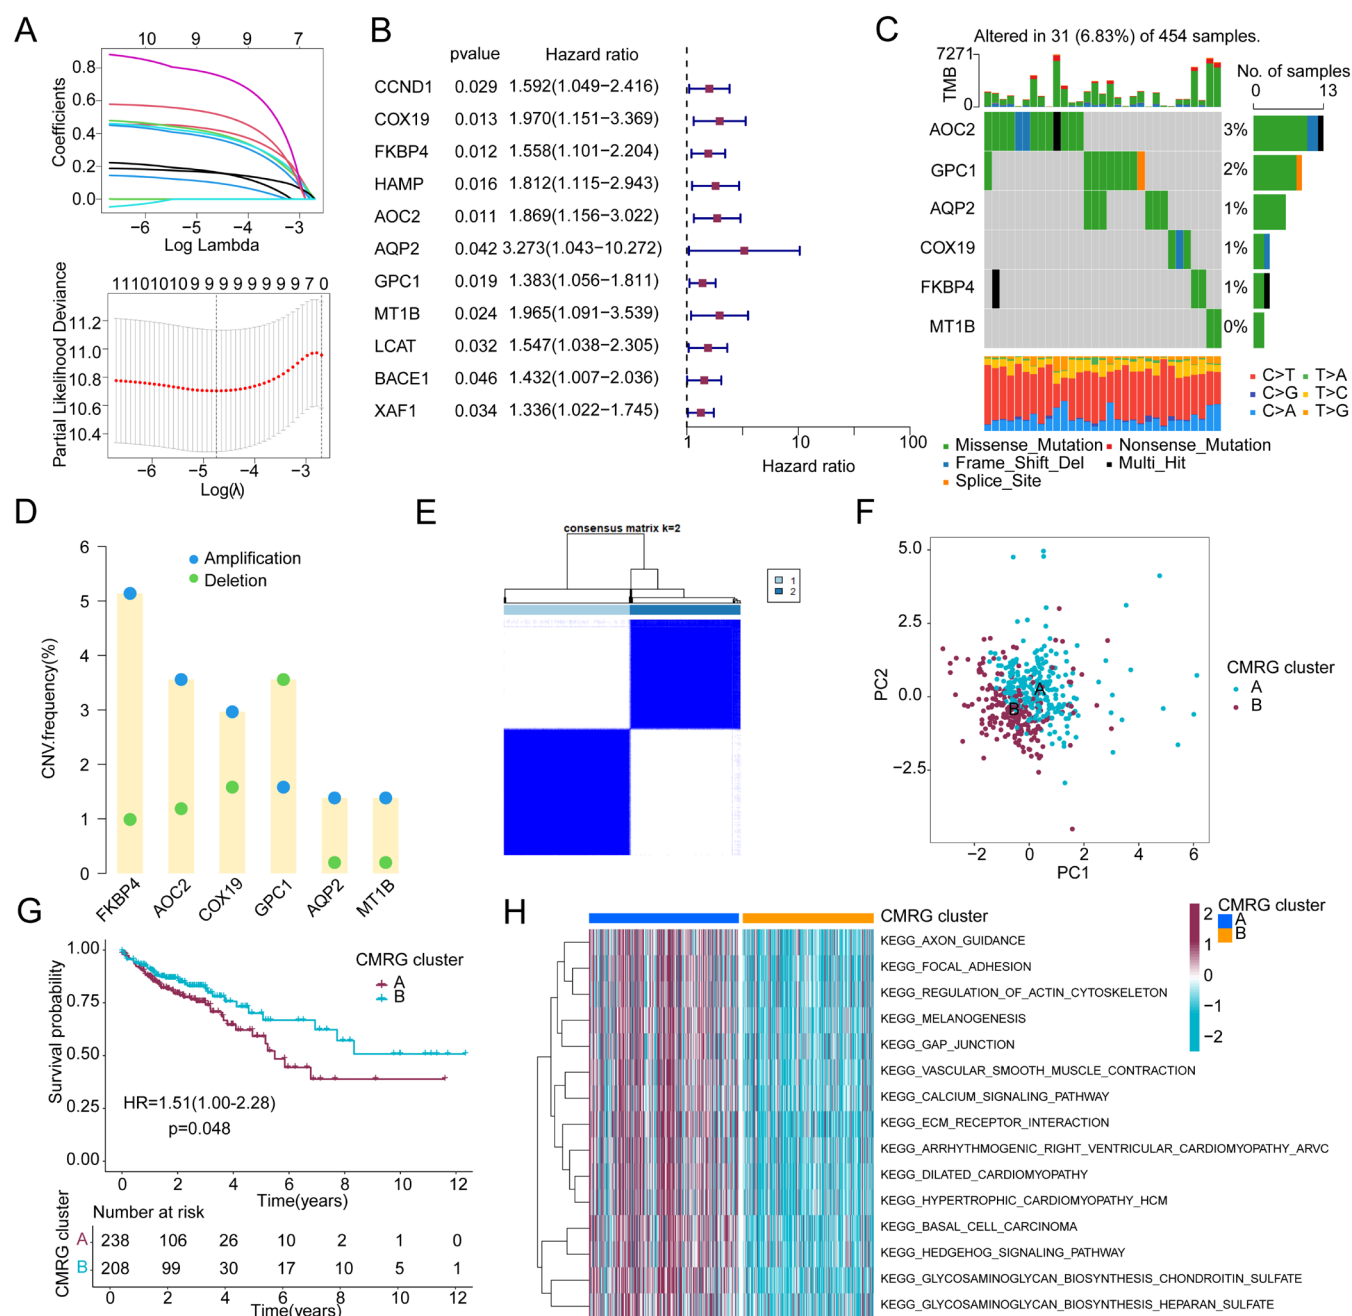 A
10 9 9 7
Coefficients
0.8
0.6
0.4
0.2
0.0
−6 −5 −4 −3
Log Lambda
11101010 9 9 9 9 9 9 9 9 9 7 0
Partial Likelihood Deviance
11.2
11.0
10.8
10.6
10.4
−6 −5 −4 −3
Log(λ)
B
pvalue Hazard ratio
CCND1 0.029 1.592(1.049−2.416)
COX19 0.013 1.970(1.151−3.369)
FKBP4 0.012 1.558(1.101−2.204)
HAMP 0.016 1.812(1.115−2.943)
AOC2 0.011 1.869(1.156−3.022)
AQP2 0.042 3.273(1.043−10.272)
GPC1 0.019 1.383(1.056−1.811)
MT1B 0.024 1.965(1.091−3.539)
LCAT 0.032 1.547(1.038−2.305)
BACE1 0.046 1.432(1.007−2.036)
XAF1 0.034 1.336(1.022−1.745)
1 10 100
Hazard ratio
C
Altered in 31 (6.83%) of 454 samples.
TMB
7271
0
No. of samples
0 13
AOC2 3%
GPC1 2%
AQP2 1%
COX19 1%
FKBP4 1%
MT1B 0%
C>T T>A
C>G T>C
C>A T>G
Missense_Mutation Nonsense_Mutation
Frame_Shift_Del Multi_Hit
Splice_Site
D
CNV.frequency(%)
6
5
4
3
2
1
0
Amplification
Deletion
FKBP4 AOC2 COX19 GPC1 AQP2 MT1B
E
consensus matrix k=2
1
2
F
PC2
5.0
2.5
0.0
−2.5
A
B
−2 0 2 4 6
PC1
CMRG cluster
A
B
G
Survival probability
1.00
0.75
0.50
0.25
0.00
CMRG cluster
A
B
HR=1.51(1.00-2.28)
p=0.048
0 2 4 6 8 10 12
Time(years)
CMRG cluster
Number at risk
A 238 106 26 10 2 1 0
B 208 99 30 17 10 5 1
0 2 4 6 8 10 12
Time(years)
H
CMRG cluster
KEGG_AXON_GUIDANCE
KEGG_FOCAL_ADHESION
KEGG_REGULATION_OF_ACTIN_CYTOSKELETON
KEGG_MELANOGENESIS
KEGG_GAP_JUNCTION
KEGG_VASCULAR_SMOOTH_MUSCLE_CONTRACTION
KEGG_CALCIUM_SIGNALING_PATHWAY
KEGG_ECM_RECEPTOR_INTERACTION
KEGG_ARRHYTHMOGENIC_RIGHT_VENTRICULAR_CARDIOMYOPATHY_ARVC
KEGG_DILATED_CARDIOMYOPATHY
KEGG_HYPERTROPHIC_CARDIOMYOPATHY_HCM
KEGG_BASAL_CELL_CARCINOMA
KEGG_HEDGEHOG_SIGNALING_PATHWAY
KEGG_GLYCOSAMINOGLYCAN_BIOSYNTHESIS_CHONDROITIN_SULFATE
KEGG_GLYCOSAMINOGLYCAN_BIOSYNTHESIS_HEPARAN_SULFATE
2
1
0
−1
−2
CMRG cluster
A
B